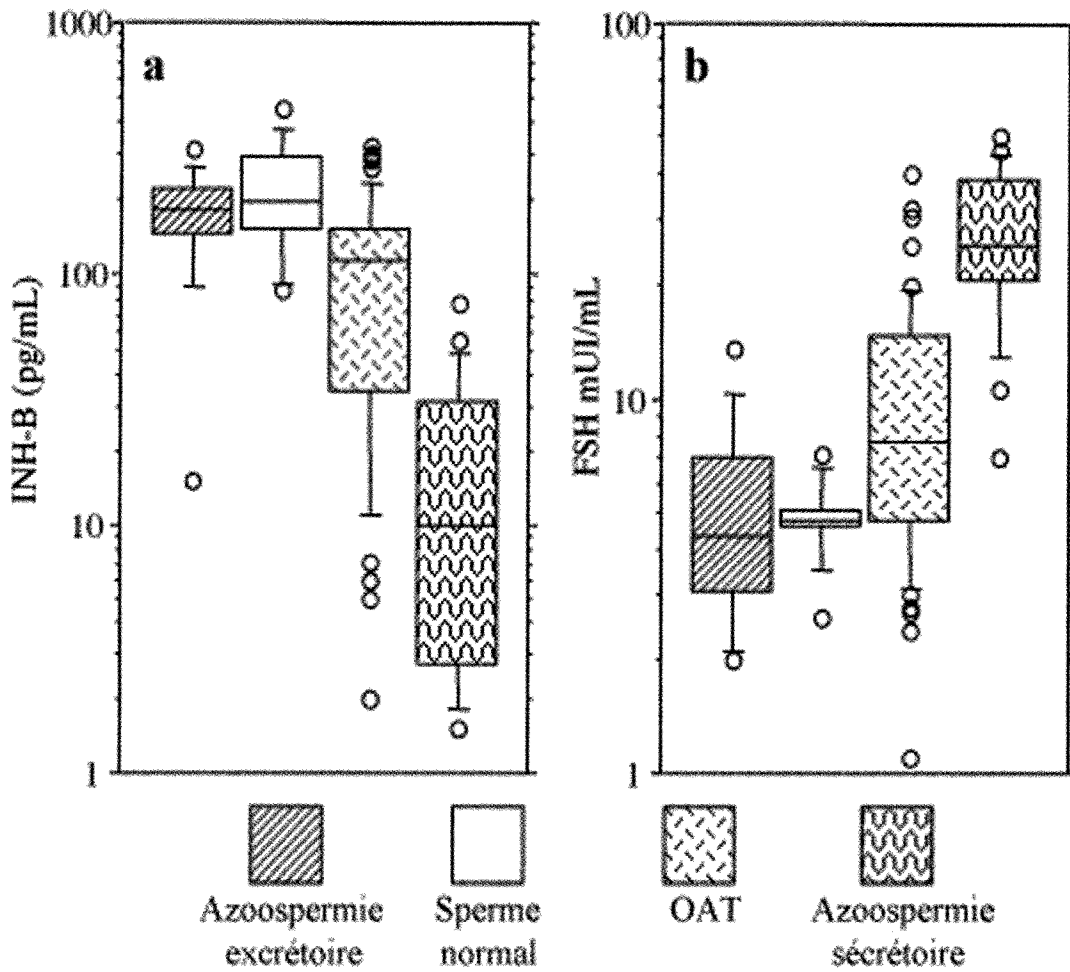 a
1000
100
10
1
INH-B (pg/mL)
b
100
10
1
FSH mUI/mL
Azoospermie
excrétoire
Sperme
normal
OAT
Azoospermie
sécrétoire